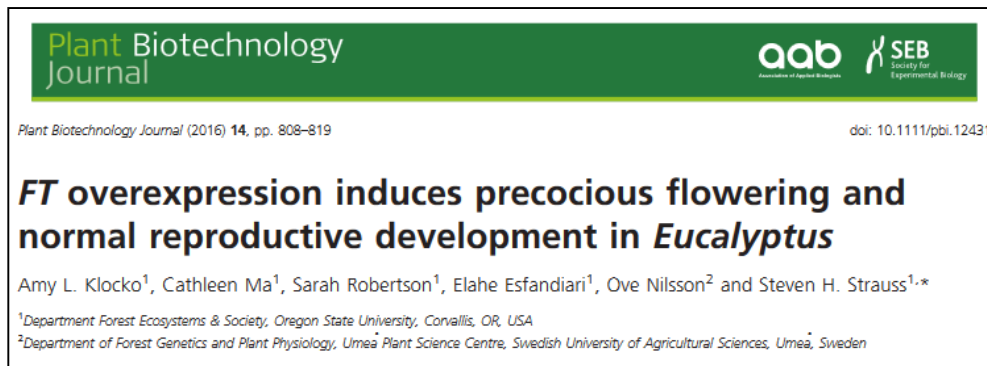 Plant Biotechnology
Journal
aab
Association of Applied Biologists
SEB
Society for
Experimental Biology
Plant Biotechnology Journal (2016) 14, pp. 808–819
doi: 10.1111/pbi.12431
FT overexpression induces precocious flowering and
normal reproductive development in Eucalyptus
Amy L. Klocko¹, Cathleen Ma¹, Sarah Robertson¹, Elahe Esfandiari¹, Ove Nilsson² and Steven H. Strauss¹,*
¹Department Forest Ecosystems & Society, Oregon State University, Corvallis, OR, USA
²Department of Forest Genetics and Plant Physiology, Umeå Plant Science Centre, Swedish University of Agricultural Sciences, Umeå, Sweden